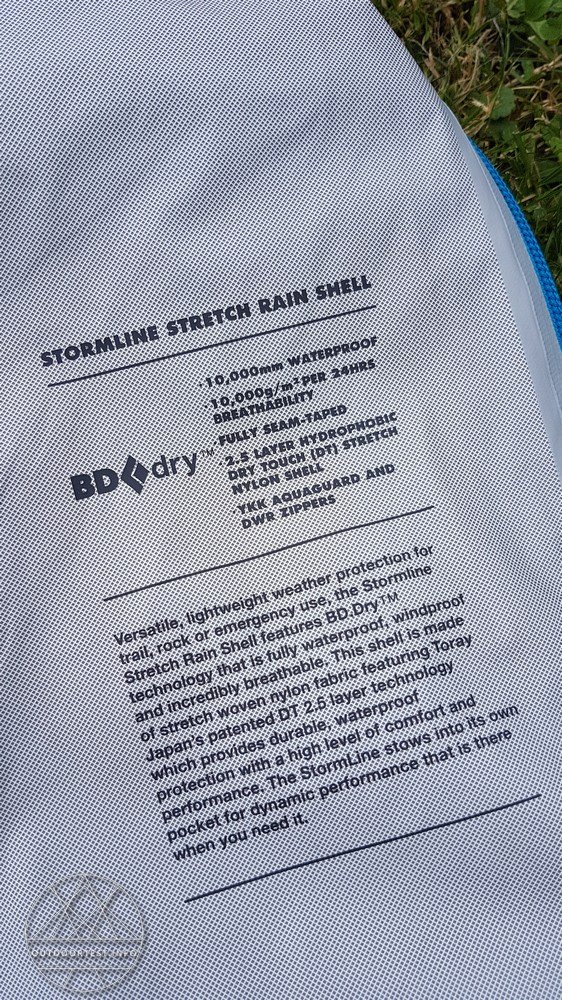 STORMLINE STRETCH RAIN SHELL
BD dry™
· 10,000mm WATERPROOF
· 10,000g/m² PER 24HRS
BREATHABILITY
· FULLY SEAM-TAPED
· 2.5 LAYER HYDROPHOBIC
DRY TOUCH (DT) STRETCH
NYLON SHELL
· YKK AQUAGUARD AND
DWR ZIPPERS
Versatile, lightweight weather protection for
trail, rock or emergency use, the Stormline
Stretch Rain Shell features BD.Dry™
technology that is fully waterproof, windproof
and incredibly breathable. This shell is made
of stretch woven nylon fabric featuring Toray
Japan's patented DT 2.5 layer technology
which provides durable, waterproof
protection with a high level of comfort and
performance. The StormLine stows into its own
pocket for dynamic performance that is there
when you need it.
OUTDOORTEST.INFO